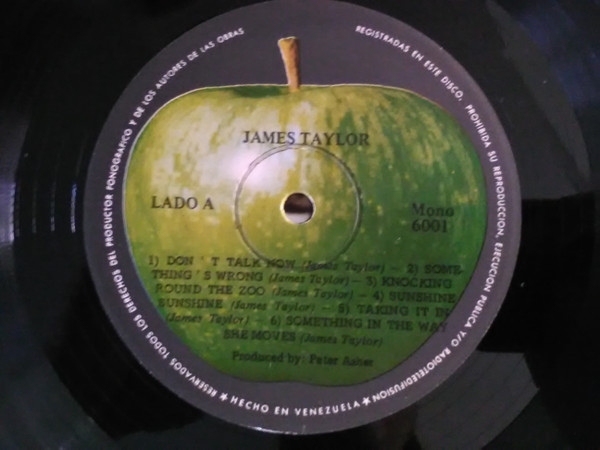 RESERVADOS TODOS LOS DERECHOS DEL PRODUCTOR FONOGRAFICO Y DE LOS AUTORES DE LAS OBRAS
REGISTRADAS EN ESTE DISCO. PROHIBIDA SU REPRODUCCION, EJECUCION PUBLICA Y/O RADIOTELEDIFUSION
JAMES TAYLOR
LADO A
Mono
6001
1) DON ' T TALK NOW (James Taylor) – 2) SOME-
THING ' S WRONG (James Taylor) – 3) KNOCKING
ROUND THE ZOO (James Taylor) – 4) SUNSHINE
SUNSHINE (James Taylor) – 5) TAKING IT IN
(James Taylor) – 6) SOMETHING IN THE WAY
SHE MOVES (James Taylor)
Produced by: Peter Asher
★ HECHO EN VENEZUELA ★